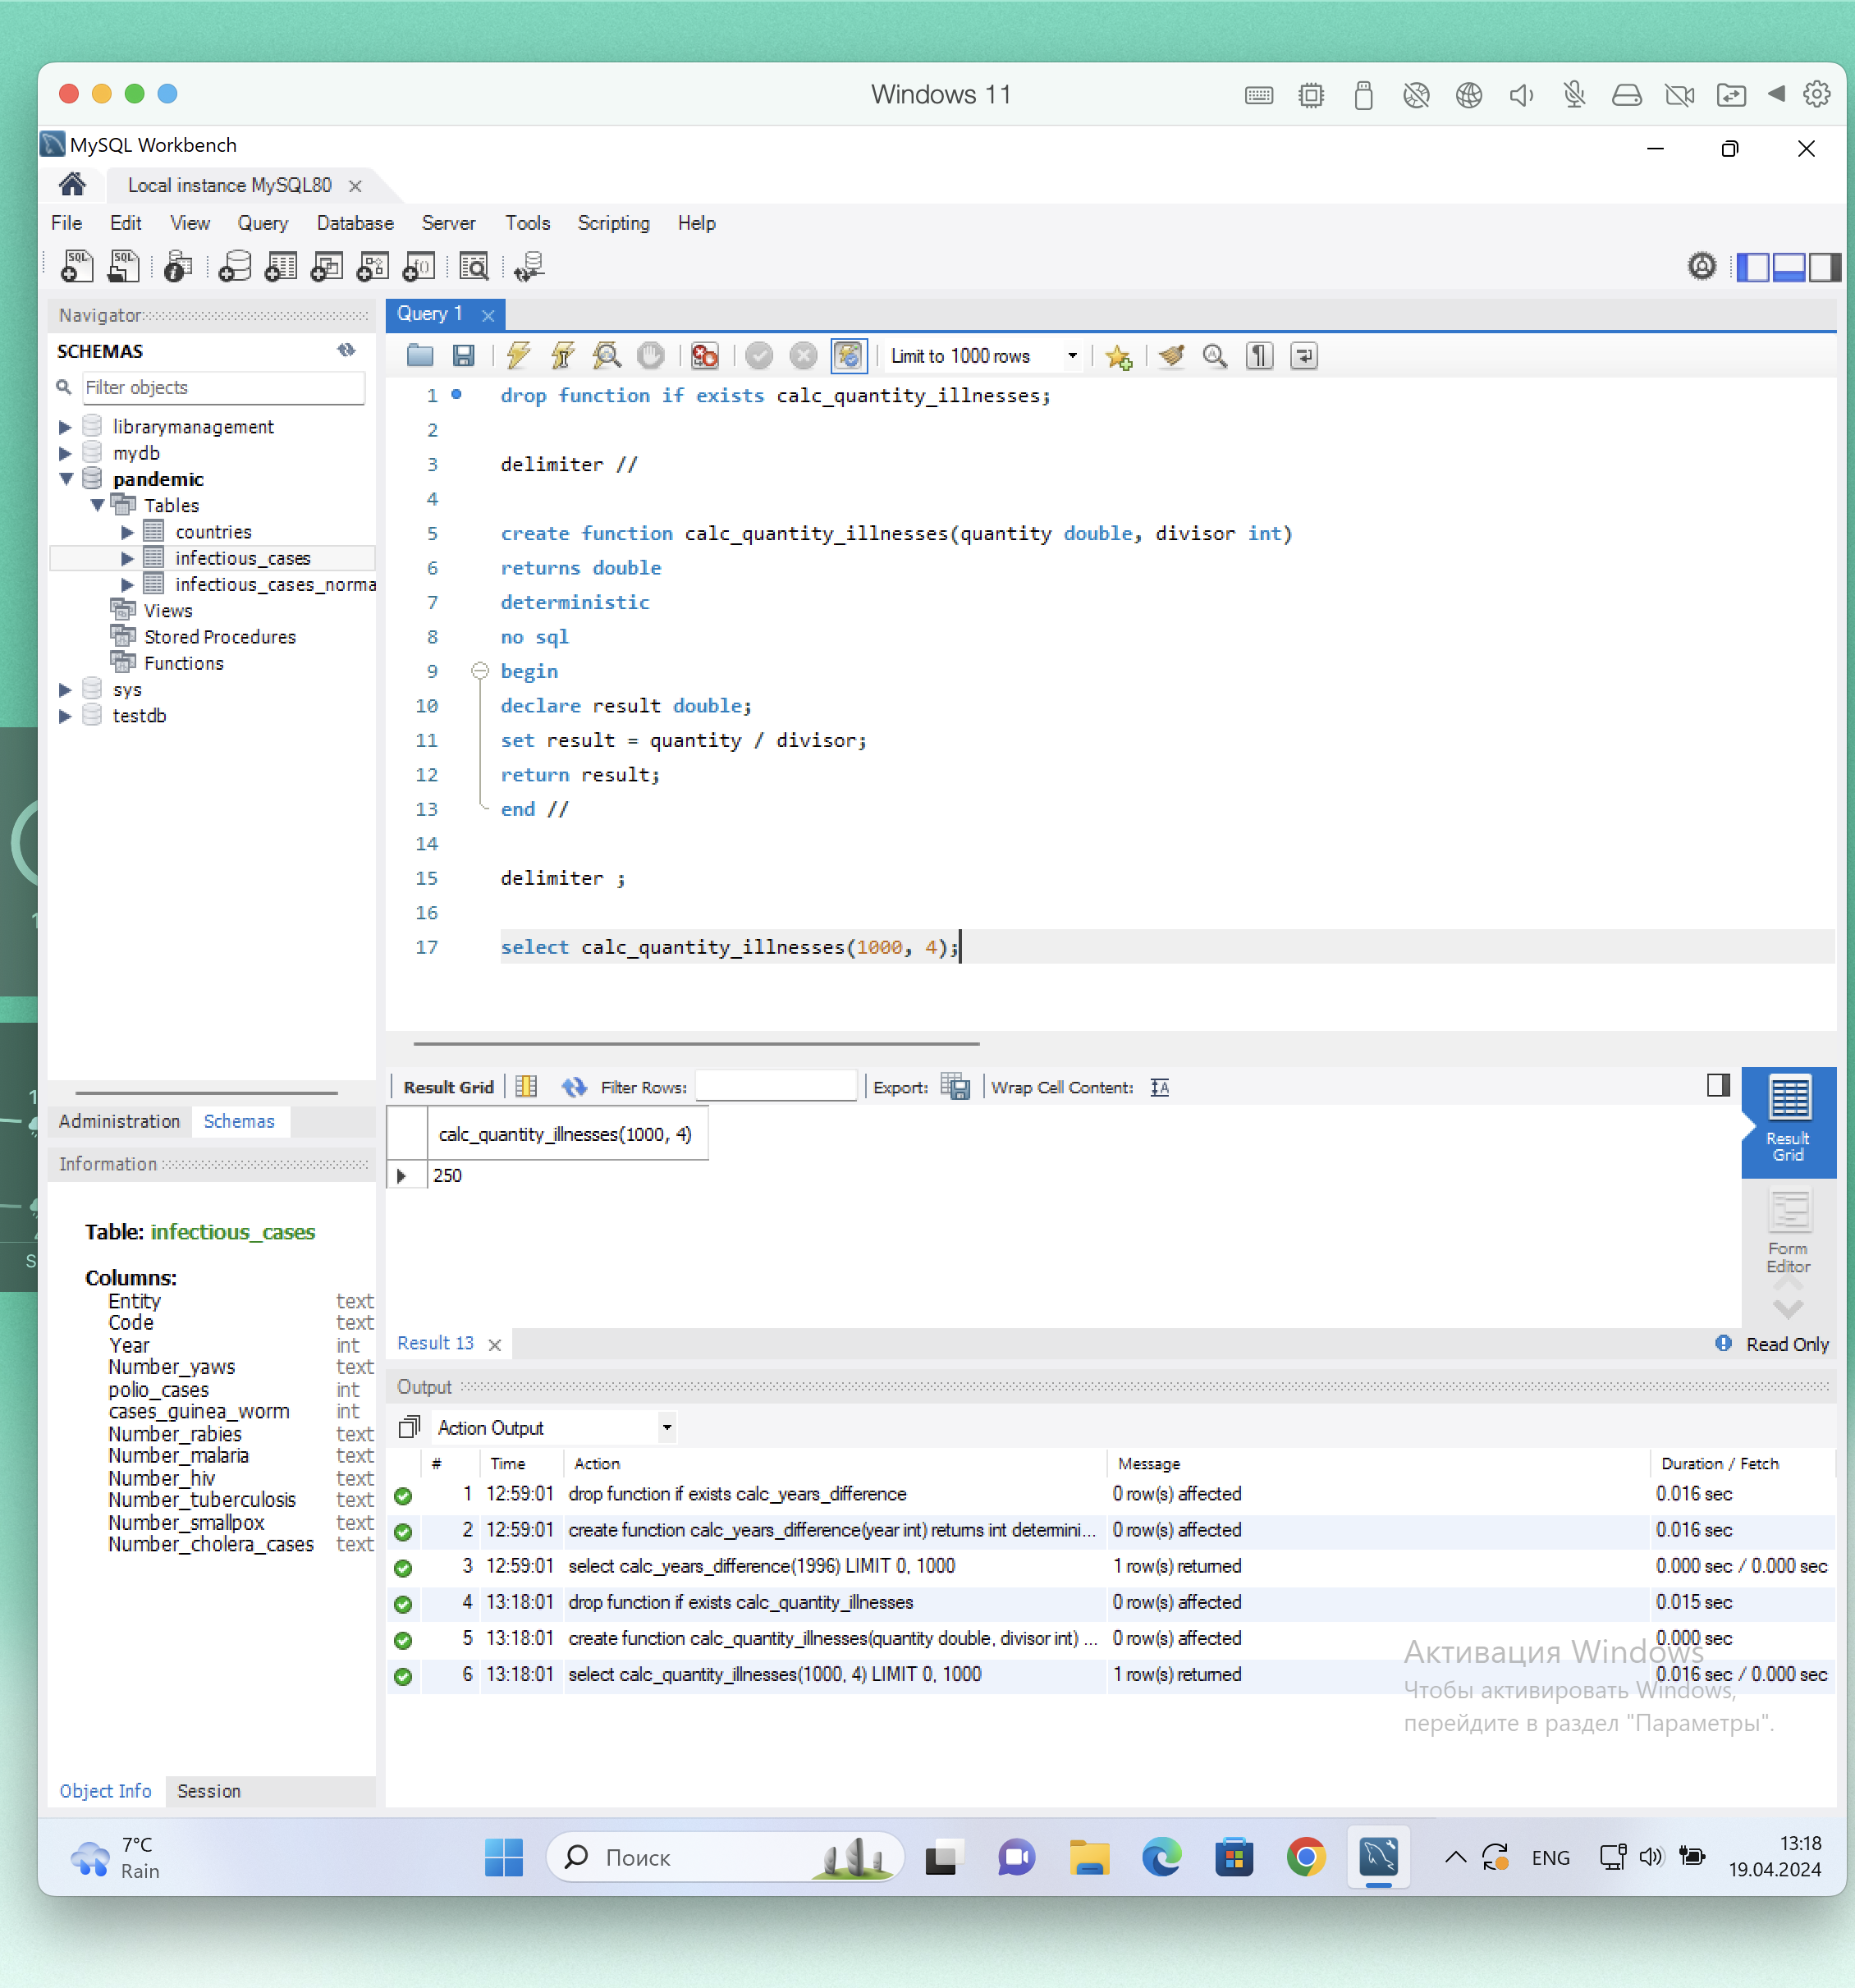 Windows 11
MySQL Workbench
Local instance MySQL80
File Edit View Query Database Server Tools Scripting Help
Navigator
SCHEMAS
Filter objects
librarymanagement
mydb
pandemic
Tables
countries
infectious_cases
infectious_cases_norma
Views
Stored Procedures
Functions
sys
testdb
Administration Schemas
Information
Table: infectious_cases
Columns:
Entity text
Code text
Year int
Number_yaws text
polio_cases int
cases_guinea_worm int
Number_rabies text
Number_malaria text
Number_hiv text
Number_tuberculosis text
Number_smallpox text
Number_cholera_cases text
Object Info Session
Query 1
Limit to 1000 rows
1 drop function if exists calc_quantity_illnesses;
2
3 delimiter //
4
5 create function calc_quantity_illnesses(quantity double, divisor int)
6 returns double
7 deterministic
8 no sql
9 begin
10 declare result double;
11 set result = quantity / divisor;
12 return result;
13 end //
14
15 delimiter ;
16
17 select calc_quantity_illnesses(1000, 4);
Result Grid Filter Rows: Export: Wrap Cell Content:
calc_quantity_illnesses(1000, 4)
250
Result
Grid
Form
Editor
Result 13
Read Only
Output
Action Output
# Time Action Message Duration / Fetch
1 12:59:01 drop function if exists calc_years_difference 0 row(s) affected 0.016 sec
2 12:59:01 create function calc_years_difference(year int) returns int determini... 0 row(s) affected 0.016 sec
3 12:59:01 select calc_years_difference(1996) LIMIT 0, 1000 1 row(s) returned 0.000 sec / 0.000 sec
4 13:18:01 drop function if exists calc_quantity_illnesses 0 row(s) affected 0.015 sec
5 13:18:01 create function calc_quantity_illnesses(quantity double, divisor int) ... 0 row(s) affected 0.000 sec
6 13:18:01 select calc_quantity_illnesses(1000, 4) LIMIT 0, 1000 1 row(s) returned 0.016 sec / 0.000 sec
Активация Windows
Чтобы активировать Windows,
перейдите в раздел "Параметры".
7°C
Rain
Поиск
ENG
13:18
19.04.2024